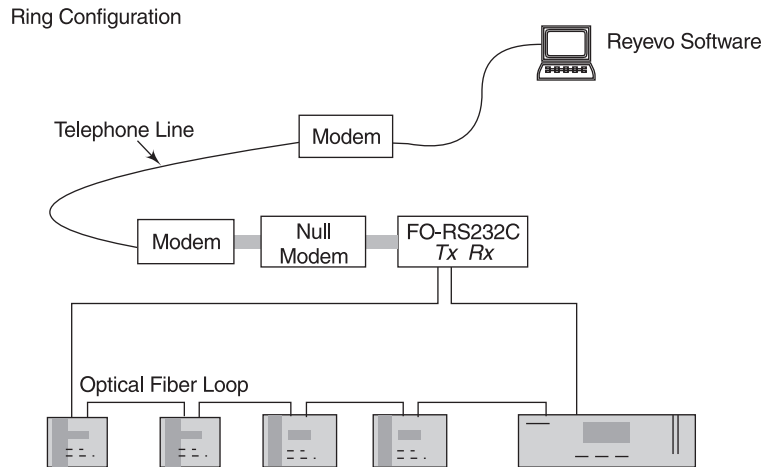 Ring Configuration
Reyevo Software
Telephone Line
Modem
Modem
Null
Modem
FO-RS232C
Tx Rx
Optical Fiber Loop